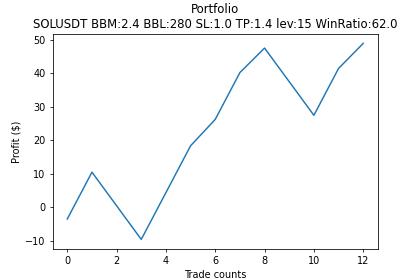 Portfolio
SOLUSDT BBM:2.4 BBL:280 SL:1.0 TP:1.4 lev:15 WinRatio:62.0
50
40
30
20
10
0
−10
Profit ($)
0 2 4 6 8 10 12
Trade counts